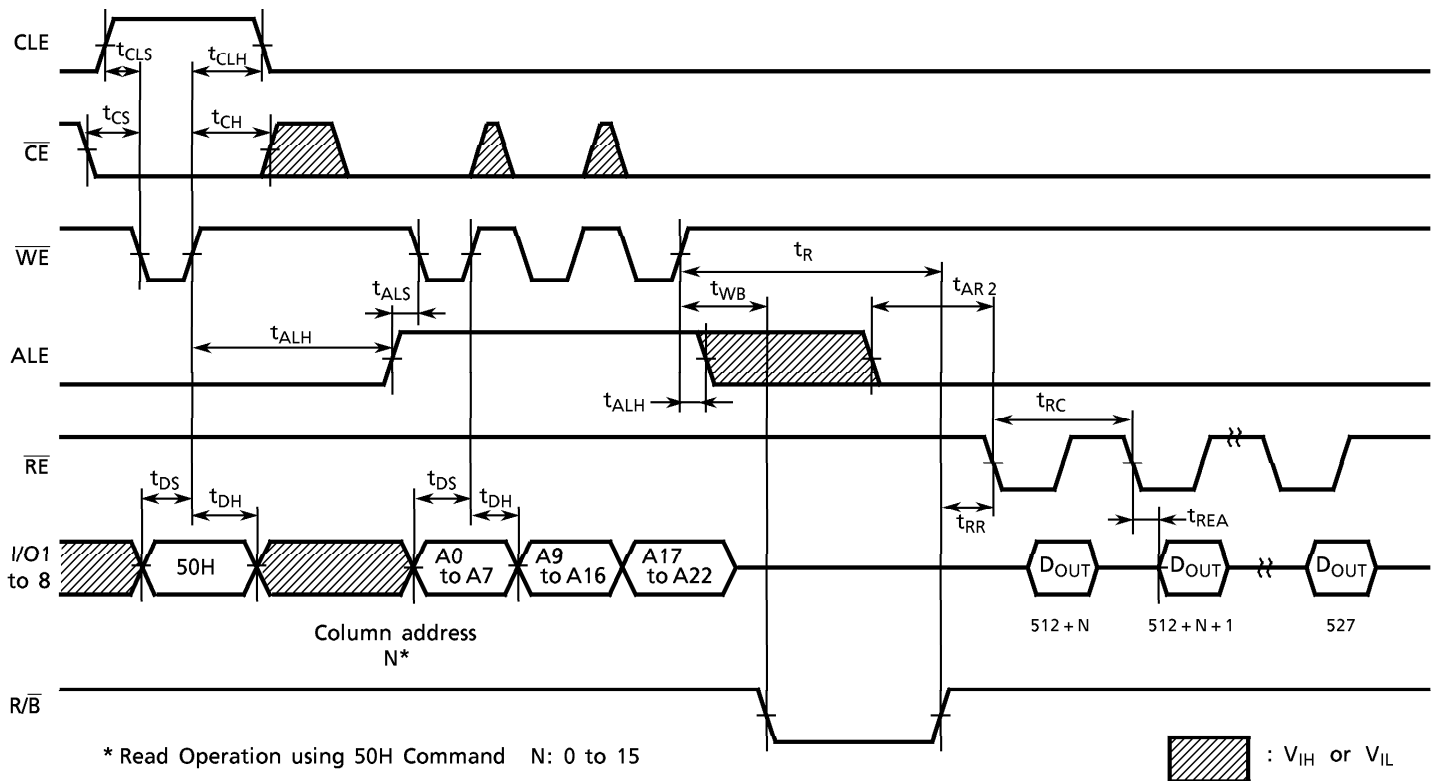 CLE
tCLS
tCLH
tCS
tCH
CE
WE
tR
tALS
tWB
tAR2
ALE
tALH
tALH
tRC
RE
tDS
tDH
tDS
tDH
tRR
tREA
I/O1
to 8
50H
A0
to A7
A9
to A16
A17
to A22
DOUT
DOUT
DOUT
512 + N
512 + N + 1
527
Column address
N*
R/B
* Read Operation using 50H Command N: 0 to 15
: VIH or VIL